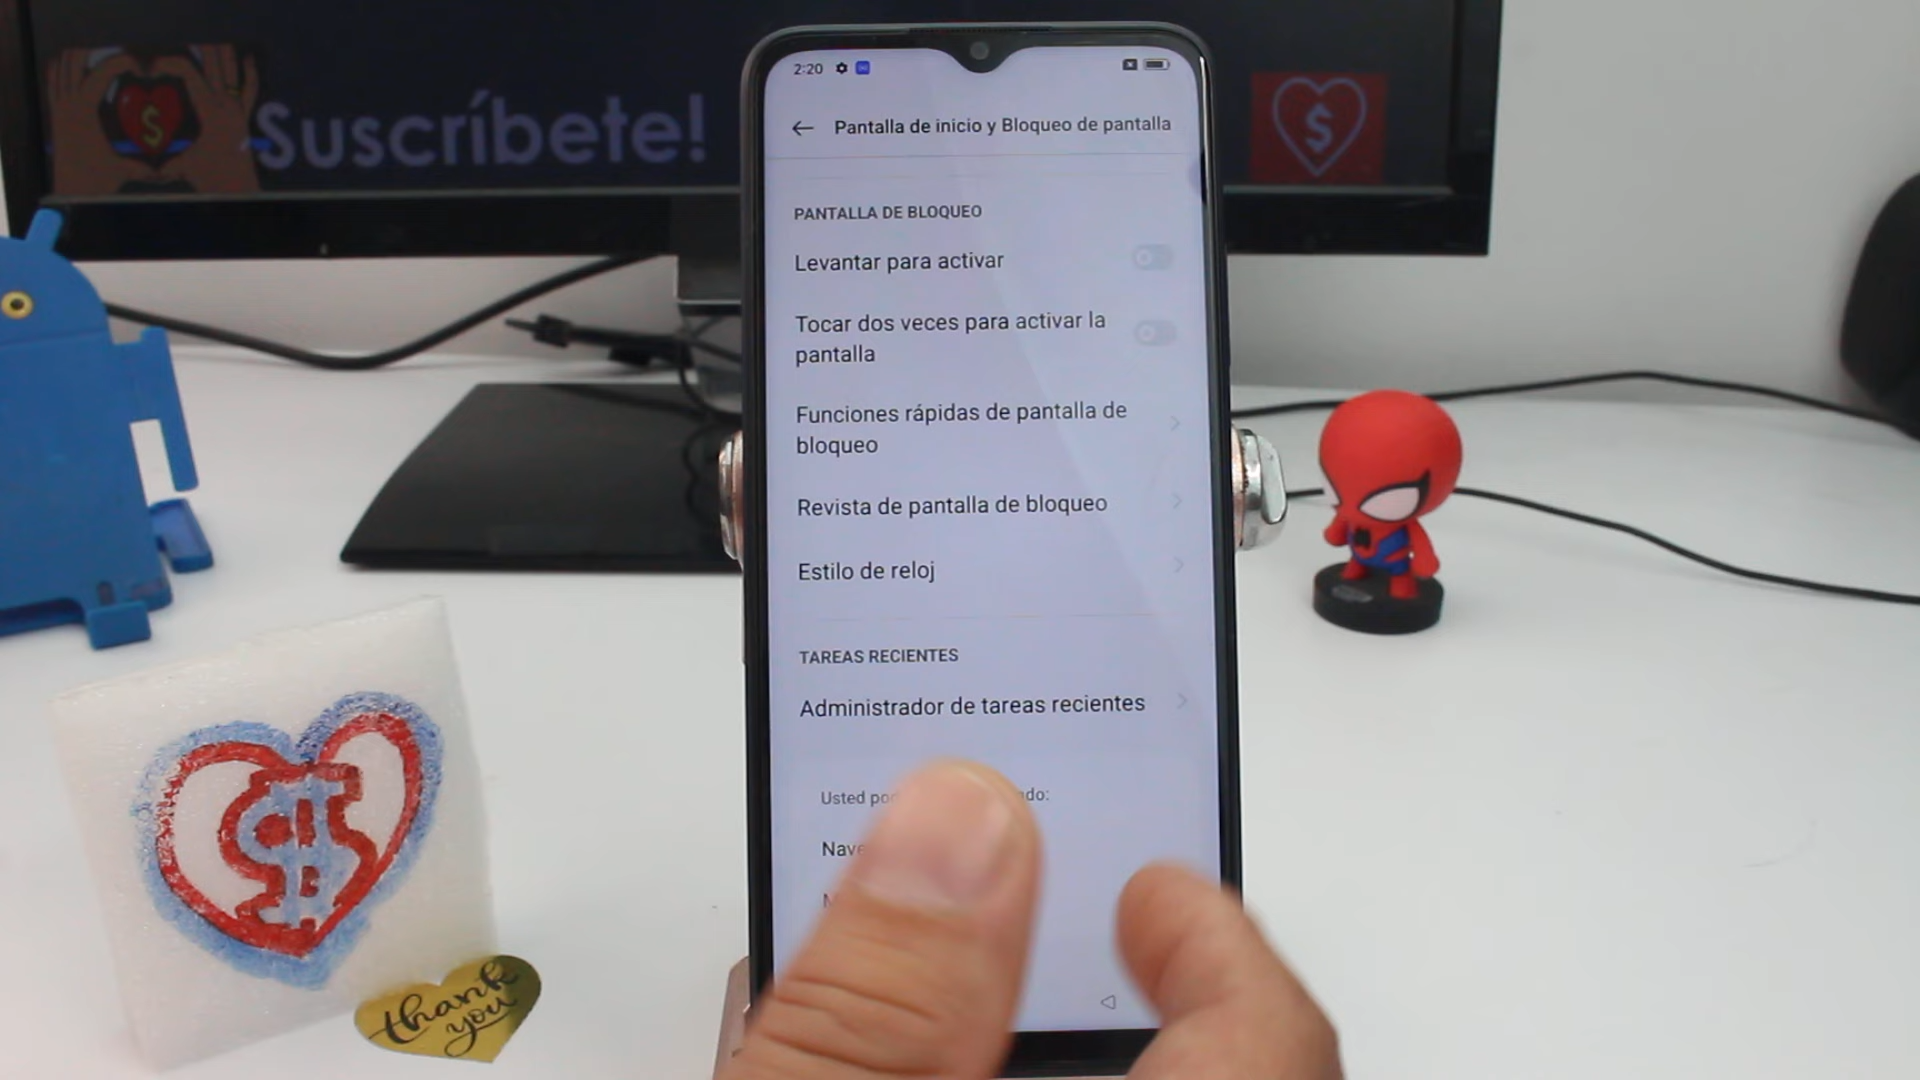 Suscríbete!
$
$
2:20
Pantalla de inicio y Bloqueo de pantalla
PANTALLA DE BLOQUEO
Levantar para activar
Tocar dos veces para activar la
pantalla
Funciones rápidas de pantalla de
bloqueo
Revista de pantalla de bloqueo
Estilo de reloj
TAREAS RECIENTES
Administrador de tareas recientes
Usted
thank
you